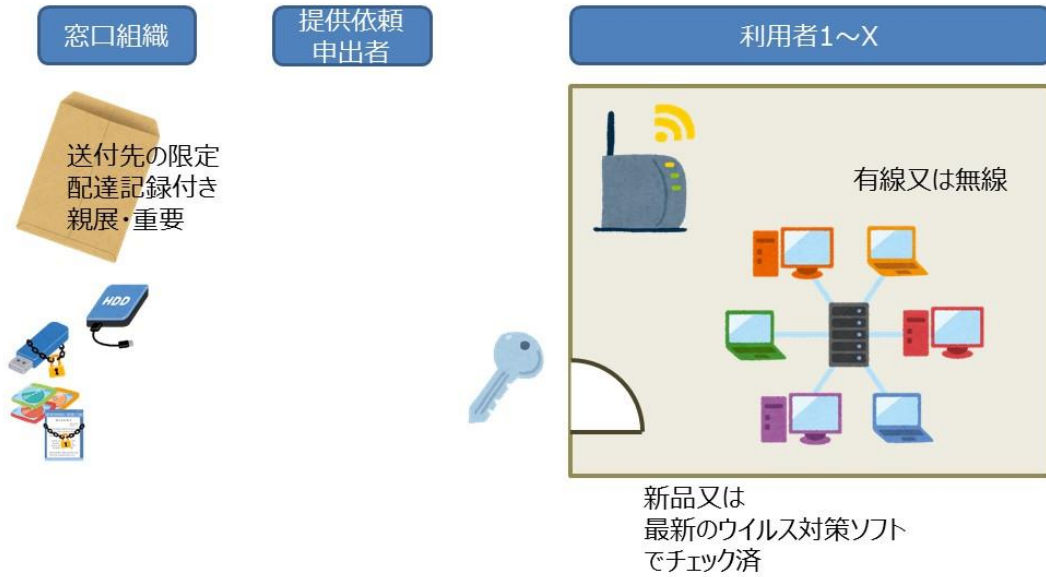 窓口組織
提供依頼
申出者
利用者1～X
送付先の限定
配達記録付き
親展・重要
有線又は無線
HDD
新品又は
最新のウイルス対策ソフト
でチェック済